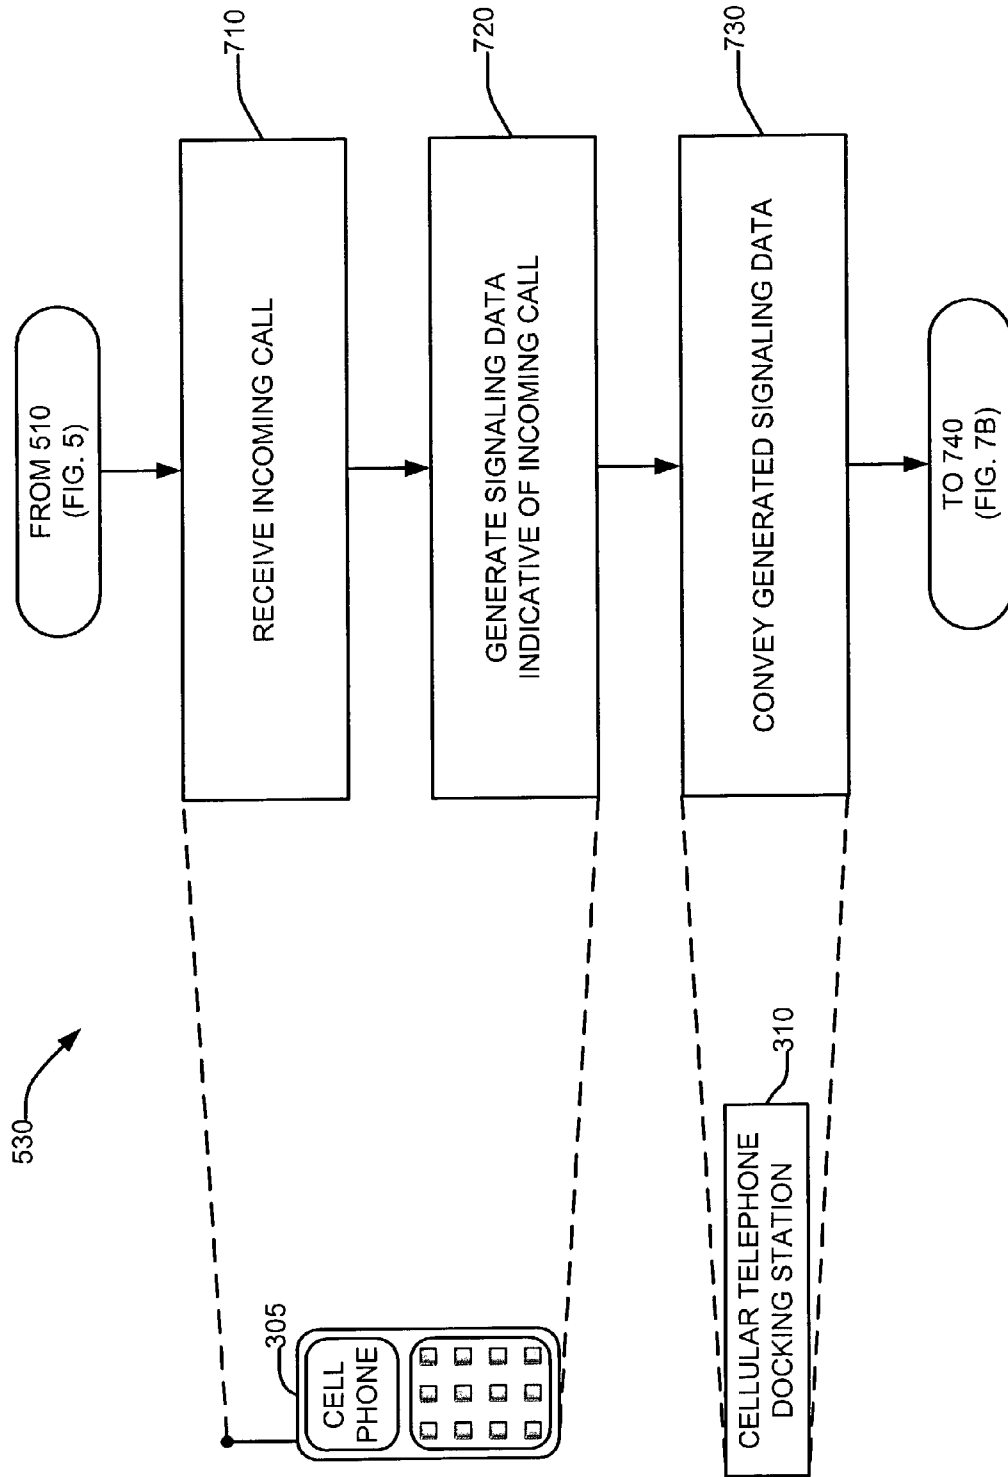 530
FROM 510
(FIG. 5)
710
RECEIVE INCOMING CALL
720
GENERATE SIGNALING DATA
INDICATIVE OF INCOMING CALL
730
CONVEY GENERATED SIGNALING DATA
TO 740
(FIG. 7B)
305
CELL
PHONE
310
CELLULAR TELEPHONE
DOCKING STATION